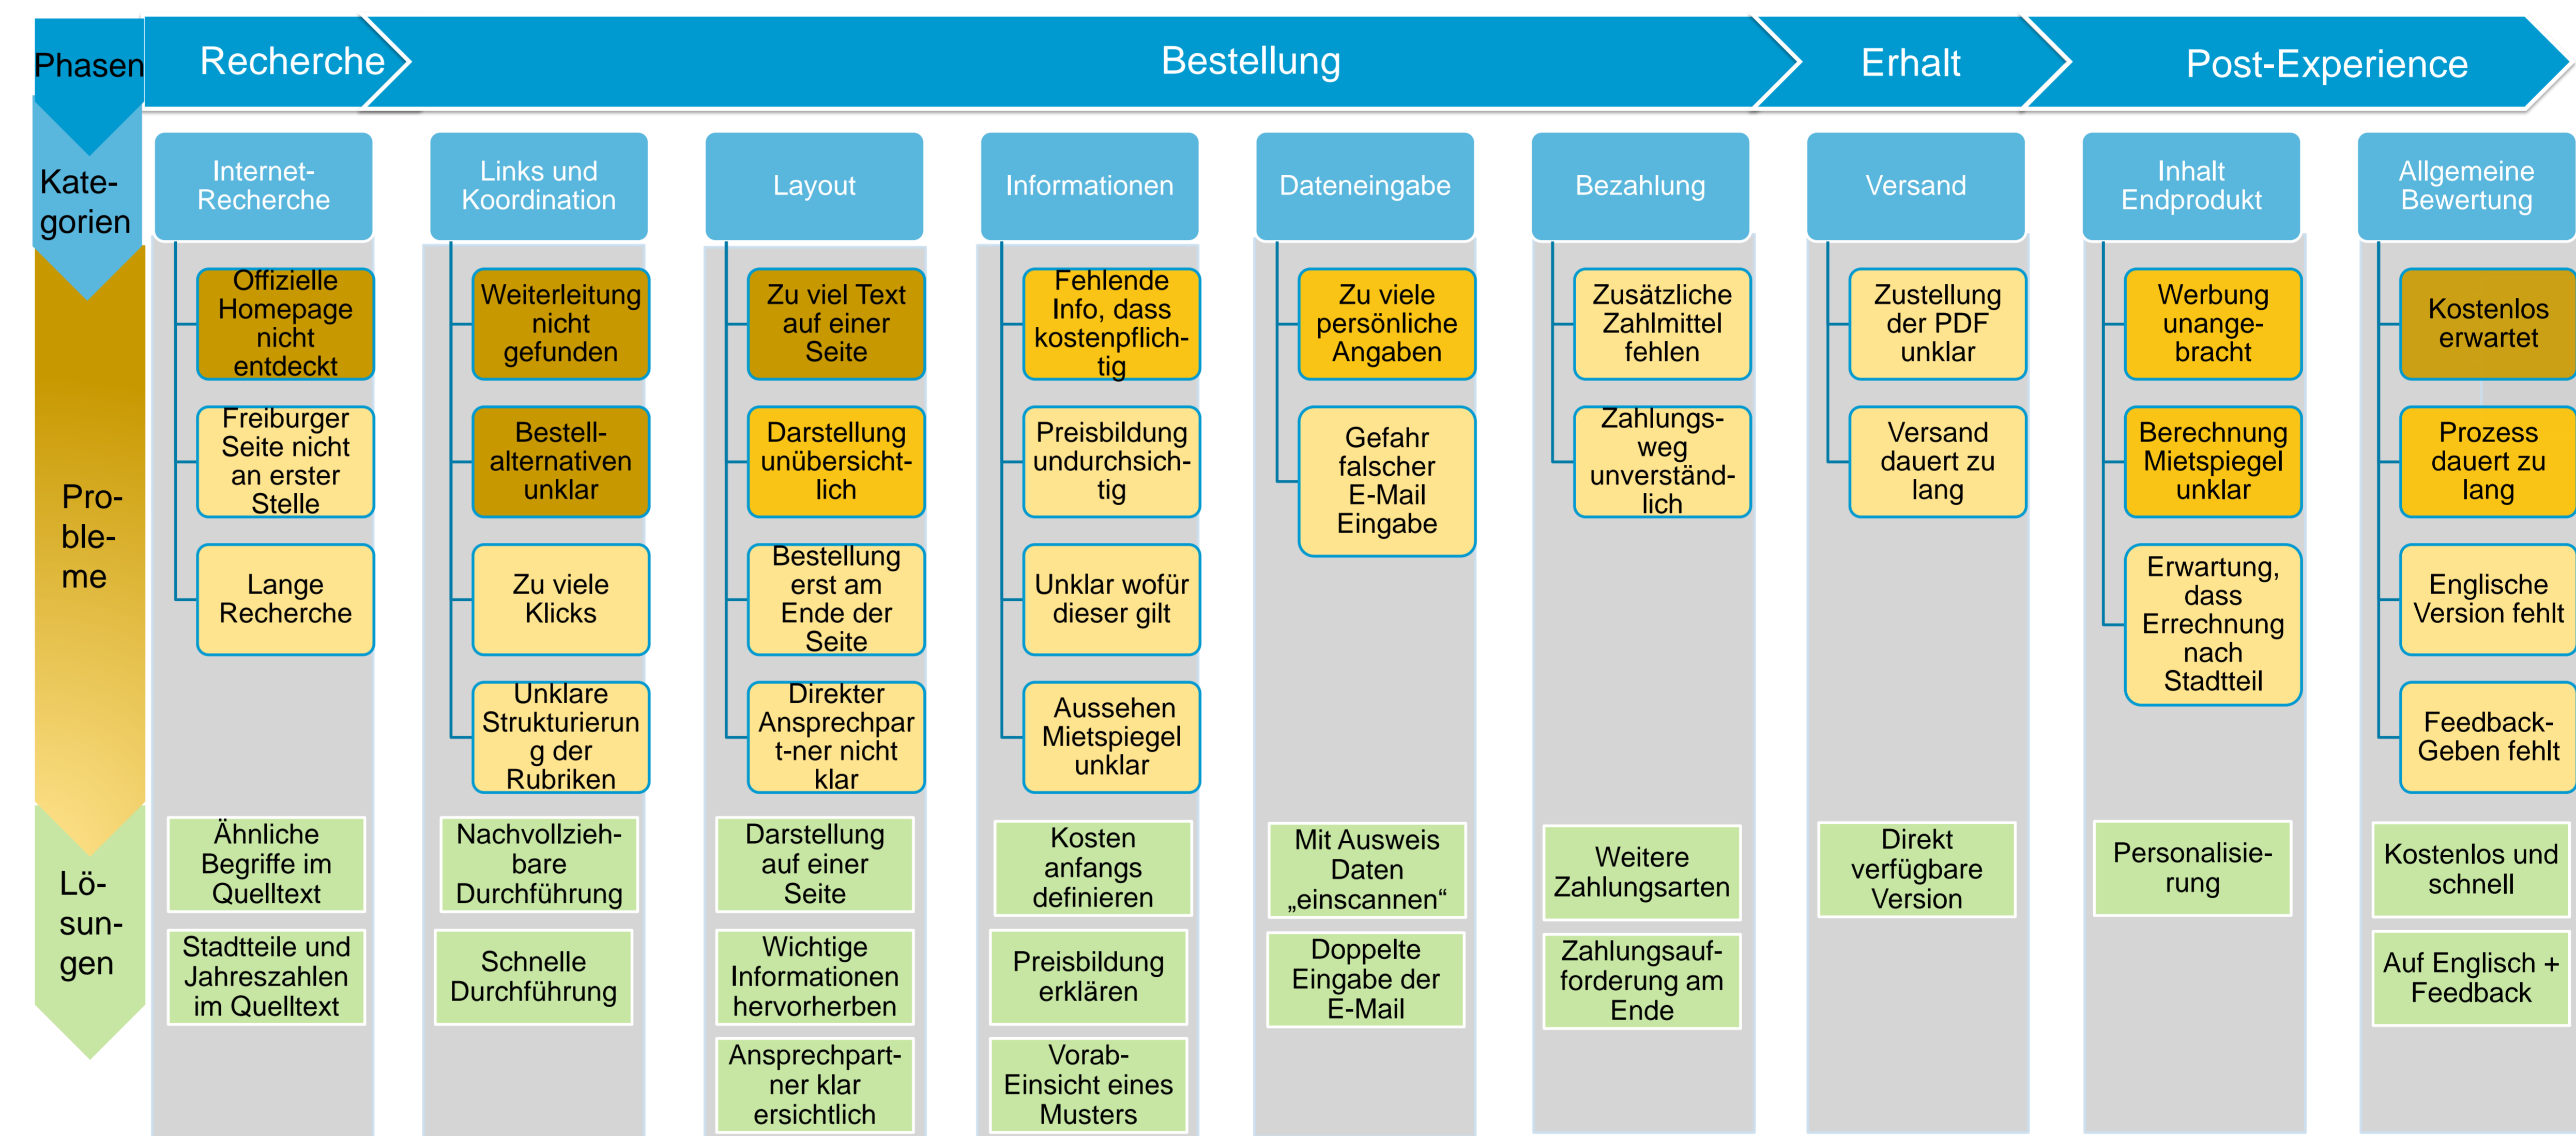 Phasen
Recherche
Bestellung
Erhalt
Post-Experience
Kate-
gorien
Internet-
Recherche
Links und
Koordination
Layout
Informationen
Dateneingabe
Bezahlung
Versand
Inhalt
Endprodukt
Allgemeine
Bewertung
Pro-
ble-
me
Offizielle
Homepage
nicht
entdeckt
Freiburger
Seite nicht
an erster
Stelle
Lange
Recherche
Weiterleitung
nicht
gefunden
Bestell-
alternativen
unklar
Zu viele
Klicks
Unklare
Strukturierun
g der
Rubriken
Zu viel Text
auf einer
Seite
Darstellung
unübersicht-
lich
Bestellung
erst am
Ende der
Seite
Direkter
Ansprechpar
t-ner nicht
klar
Fehlende
Info, dass
kostenpflich-
tig
Preisbildung
undurchsich-
tig
Unklar wofür
dieser gilt
Aussehen
Mietspiegel
unklar
Zu viele
persönliche
Angaben
Gefahr
falscher
E-Mail
Eingabe
Zusätzliche
Zahlmittel
fehlen
Zahlungs-
weg
unverständ-
lich
Zustellung
der PDF
unklar
Versand
dauert zu
lang
Werbung
unange-
bracht
Berechnung
Mietspiegel
unklar
Erwartung,
dass
Errechnung
nach
Stadtteil
Kostenlos
erwartet
Prozess
dauert zu
lang
Englische
Version fehlt
Feedback-
Geben fehlt
Lö-
sun-
gen
Ähnliche
Begriffe im
Quelltext
Stadtteile und
Jahreszahlen
im Quelltext
Nachvollzieh-
bare
Durchführung
Schnelle
Durchführung
Darstellung
auf einer
Seite
Wichtige
Informationen
hervorherben
Ansprechpart-
ner klar
ersichtlich
Kosten
anfangs
definieren
Preisbildung
erklären
Vorab-
Einsicht eines
Musters
Mit Ausweis
Daten
„einscannen“
Doppelte
Eingabe der
E-Mail
Weitere
Zahlungsarten
Zahlungsauf-
forderung am
Ende
Direkt
verfügbare
Version
Personalisie-
rung
Kostenlos und
schnell
Auf Englisch +
Feedback